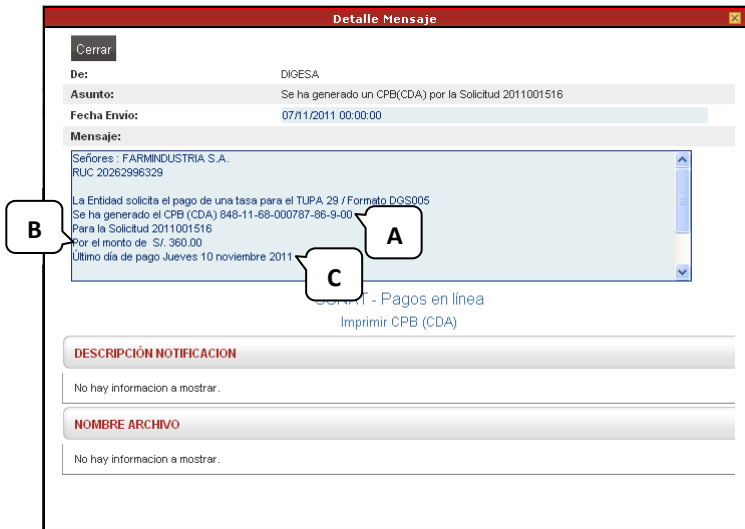 Detalle Mensaje
Cerrar
De: DIGESA
Asunto: Se ha generado un CPB(CDA) por la Solicitud 2011001516
Fecha Envío: 07/11/2011 00:00:00
Mensaje:
Señores : FARMINDUSTRIA S.A.
RUC 20262996329
La Entidad solicita el pago de una tasa para el TUPA 29 / Formato DGS005
Se ha generado el CPB (CDA) 848-11-68-000787-86-9-00
Para la Solicitud 2011001516
Por el monto de S/. 360.00
Último día de pago Jueves 10 noviembre 2011
B
A
C
- Pagos en línea
Imprimir CPB (CDA)
DESCRIPCIÓN NOTIFICACION
No hay informacion a mostrar.
NOMBRE ARCHIVO
No hay informacion a mostrar.